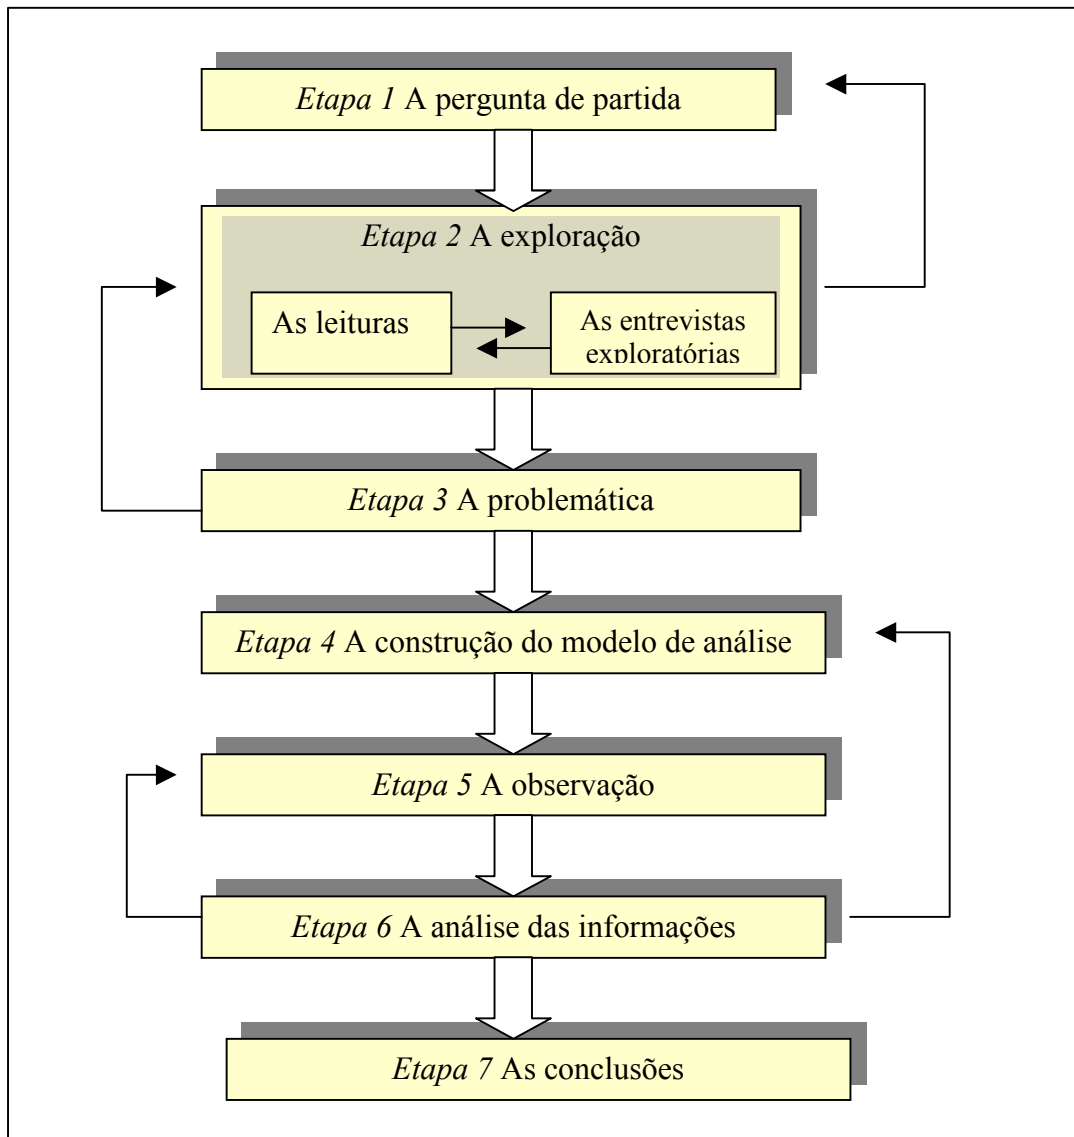 Etapa 1 A pergunta de partida
Etapa 2 A exploração
As leituras
As entrevistas
exploratórias
Etapa 3 A problemática
Etapa 4 A construção do modelo de análise
Etapa 5 A observação
Etapa 6 A análise das informações
Etapa 7 As conclusões